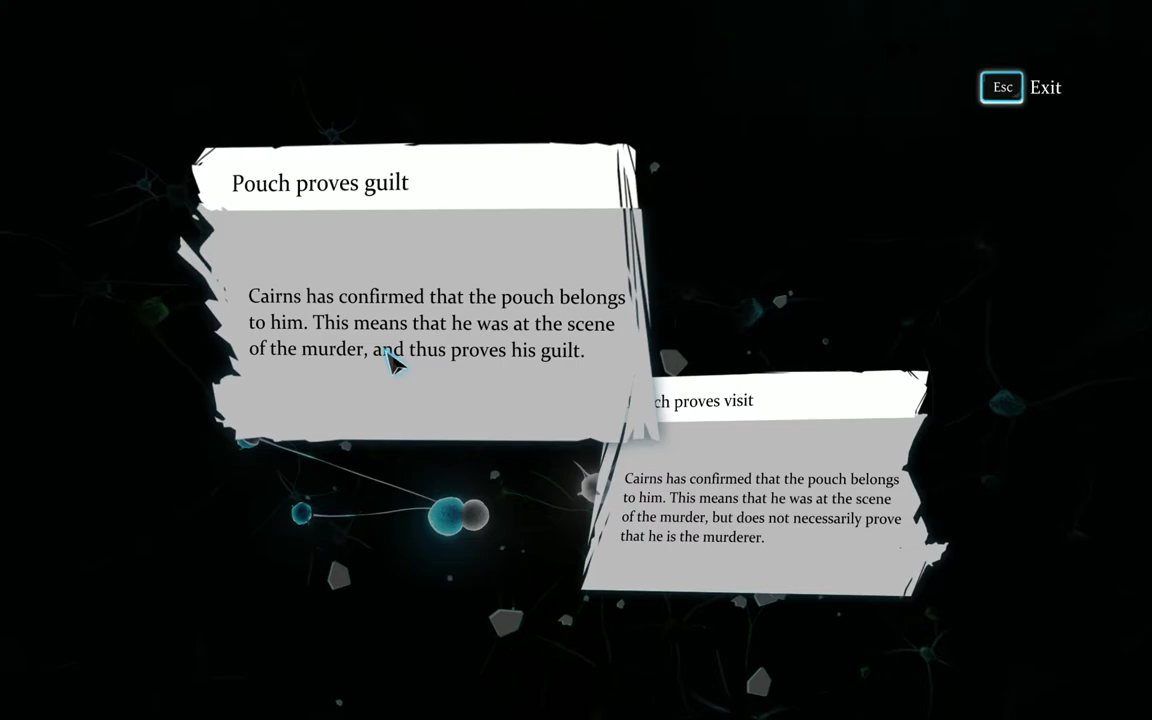 Esc Exit
Pouch proves guilt
Cairns has confirmed that the pouch belongs
to him. This means that he was at the scene
of the murder, and thus proves his guilt.
ch proves visit
Cairns has confirmed that the pouch belongs
to him. This means that he was at the scene
of the murder, but does not necessarily prove
that he is the murderer.